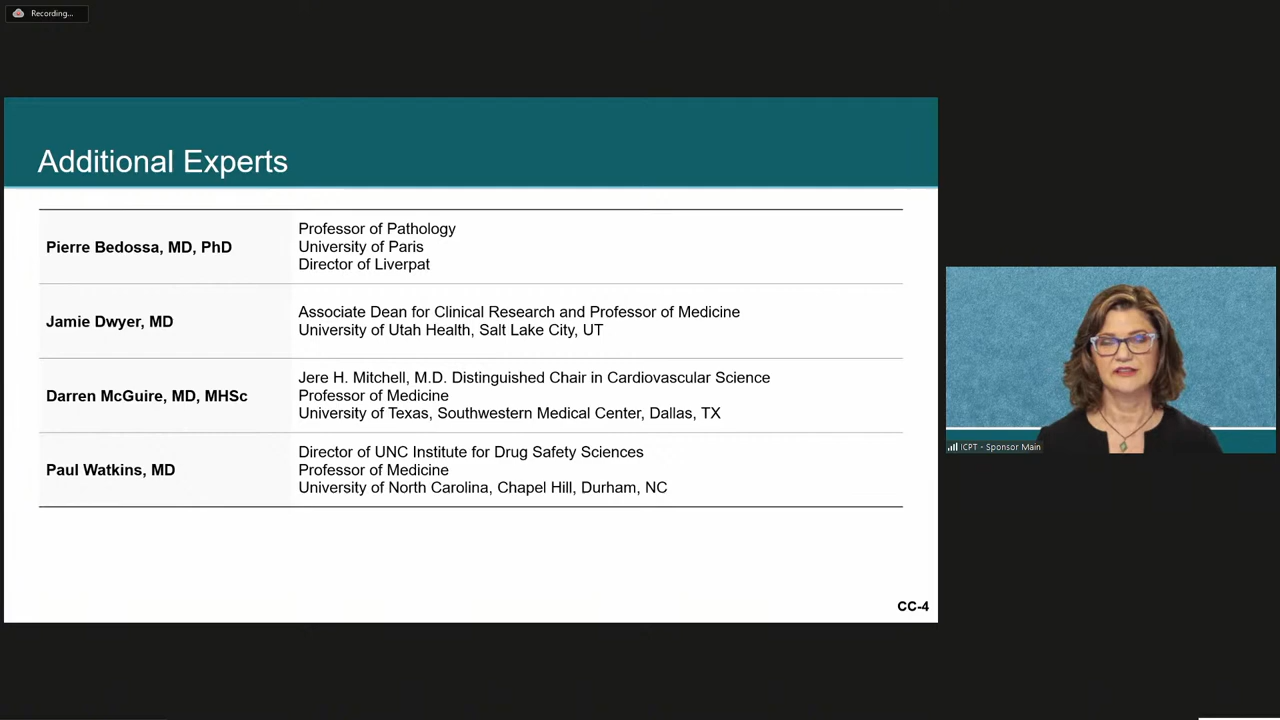 Recording...
Additional Experts
Pierre Bedossa, MD, PhD
Professor of Pathology
University of Paris
Director of Liverpat
Jamie Dwyer, MD
Associate Dean for Clinical Research and Professor of Medicine
University of Utah Health, Salt Lake City, UT
Darren McGuire, MD, MHSc
Jere H. Mitchell, M.D. Distinguished Chair in Cardiovascular Science
Professor of Medicine
University of Texas, Southwestern Medical Center, Dallas, TX
Paul Watkins, MD
Director of UNC Institute for Drug Safety Sciences
Professor of Medicine
University of North Carolina, Chapel Hill, Durham, NC
CC-4
ICPT - Sponsor Main